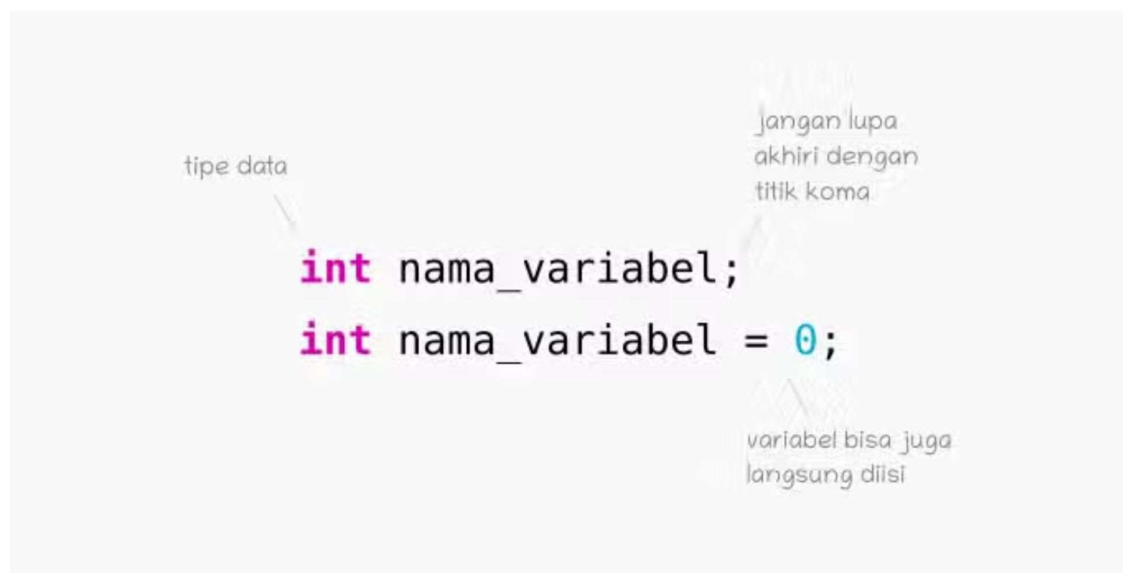 jangan lupa
akhiri dengan
titik koma
tipe data
int nama_variabel;
int nama_variabel = 0;
variabel bisa juga
langsung diisi